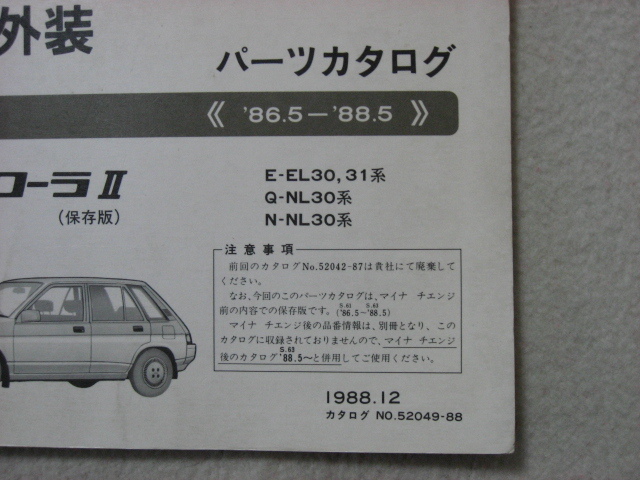 外装
パーツカタログ
《 '86.5－'88.5 》
ローラⅡ
(保存版)
E-EL30, 31系
Q-NL30系
N-NL30系
注意事項
前回のカタログNo.52042-87は貴社にて廃棄して
ください。
なお、今回のこのパーツカタログは、マイナ チェンジ
前の内容での保存版です。(S.61 '86.5～S.63 '88.5)
マイナ チェンジ後の品番情報は、別冊となり、この
カタログに収録されておりませんので、マイナ チェンジ
後のカタログS.63 '88.5～と併用してご使用ください。
1988.12
カタログ NO.52049-88